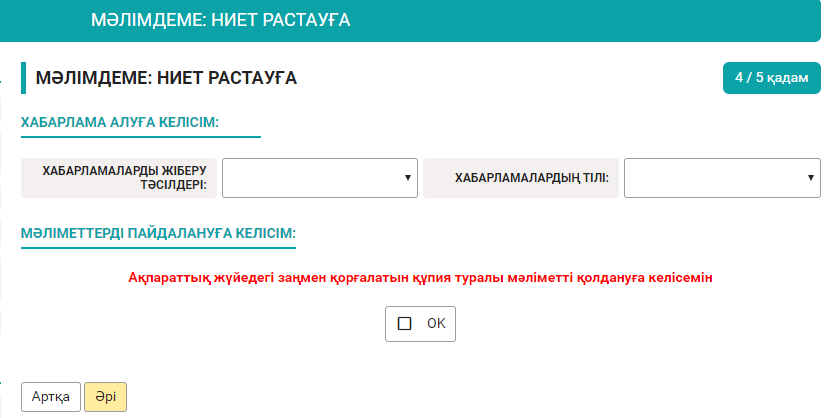 МӘЛІМДЕМЕ: НИЕТ РАСТАУҒА
МӘЛІМДЕМЕ: НИЕТ РАСТАУҒА
4 / 5 қадам
ХАБАРЛАМА АЛУҒА КЕЛІСІМ:
ХАБАРЛАМАЛАРДЫ ЖІБЕРУ
ТӘСІЛДЕРІ:
ХАБАРЛАМАЛАРДЫҢ ТІЛІ:
МӘЛІМЕТТЕРДІ ПАЙДАЛАНУҒА КЕЛІСІМ:
Ақпараттық жүйедегі заңмен қорғалатын құпия туралы мәліметті қолдануға келісемін
OK
Артқа
Әрі